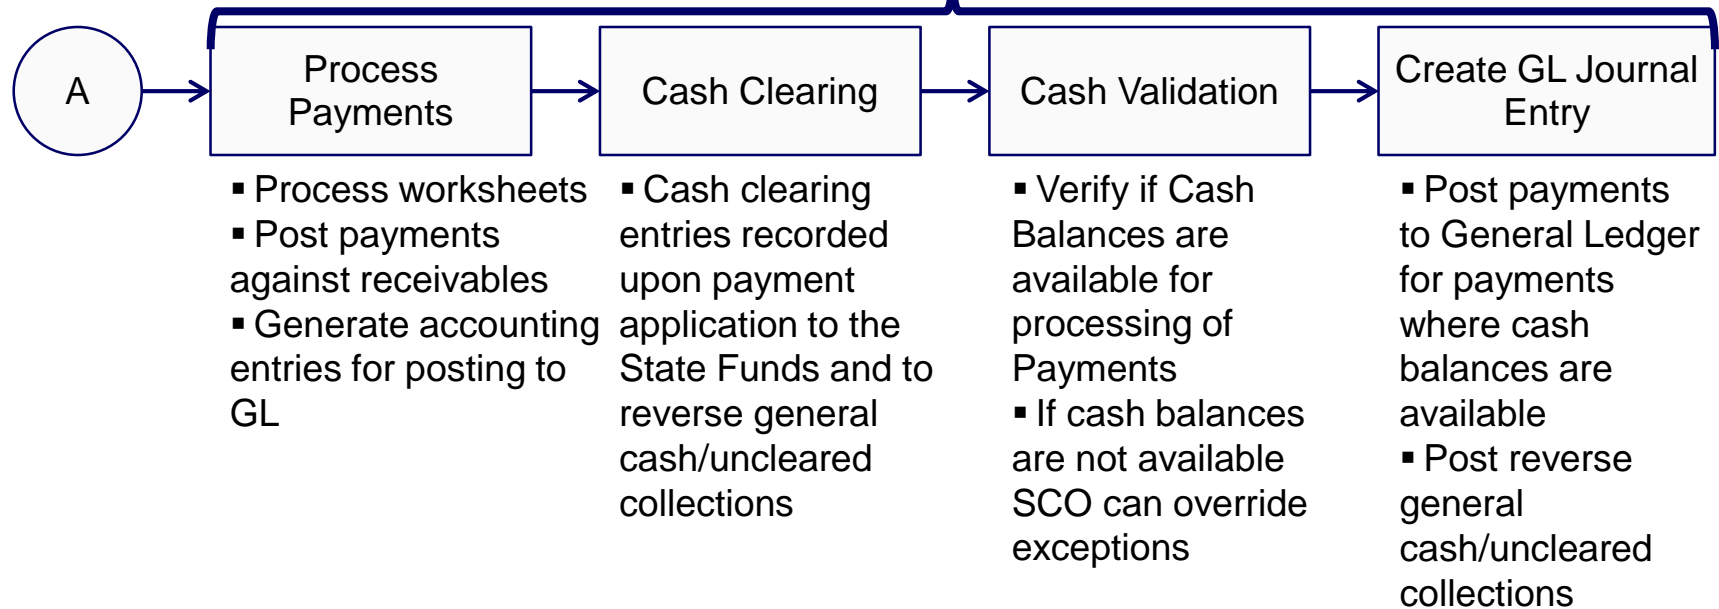 A
Process
Payments
Cash Clearing
Cash Validation
Create GL Journal
Entry
▪ Process worksheets
▪ Post payments
against receivables
▪ Generate accounting
entries for posting to
GL
▪ Cash clearing
entries recorded
upon payment
application to the
State Funds and to
reverse general
cash/uncleared
collections
▪ Verify if Cash
Balances are
available for
processing of
Payments
▪ If cash balances
are not available
SCO can override
exceptions
▪ Post payments
to General Ledger
for payments
where cash
balances are
available
▪ Post reverse
general
cash/uncleared
collections